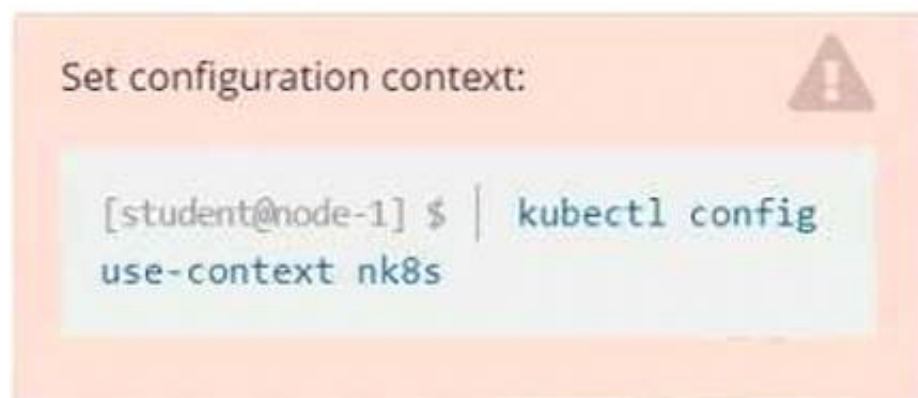 Set configuration context:
[student@node-1] $ | kubectl config
use-context nk8s